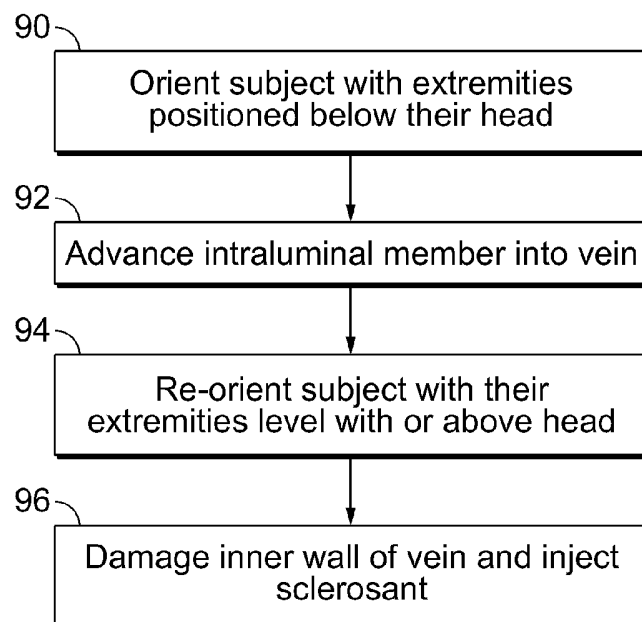 90
Orient subject with extremities
positioned below their head
92
Advance intraluminal member into vein
94
Re-orient subject with their
extremities level with or above head
96
Damage inner wall of vein and inject
sclerosant